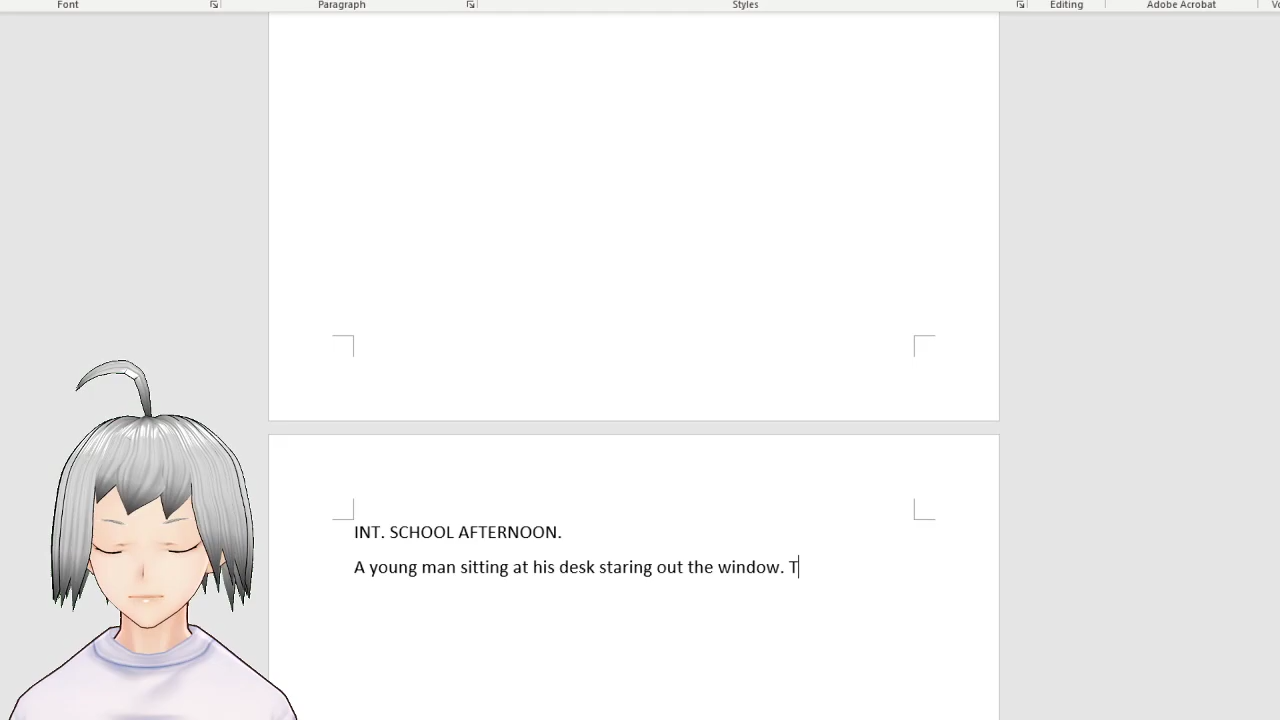 Font Paragraph Styles Editing Adobe Acrobat
INT. SCHOOL AFTERNOON.
A young man sitting at his desk staring out the window. T